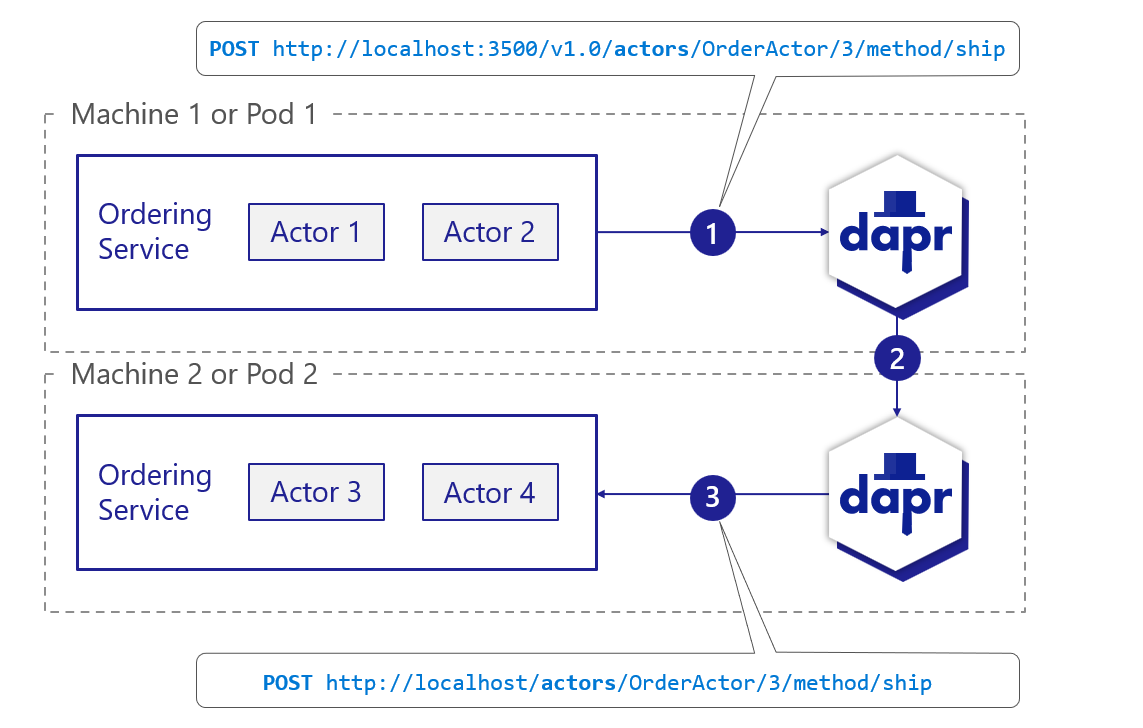 POST http://localhost:3500/v1.0/actors/OrderActor/3/method/ship
Machine 1 or Pod 1
Ordering
Service
Actor 1
Actor 2
1
dapr
2
Machine 2 or Pod 2
Ordering
Service
Actor 3
Actor 4
3
dapr
POST http://localhost/actors/OrderActor/3/method/ship